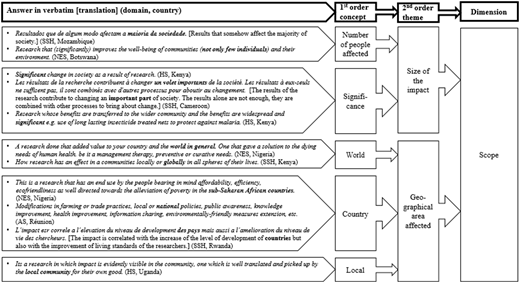 Answer in verbatim [translation] (domain, country)
1st order
concept
2nd order
theme
Dimension
• Resultados que de algum modo afectam a maioria da sociedade. [Results that somehow affect the majority
of society.] (SSH, Mozambique)
• Research that (significantly) improves the well-being of communities (not only few individuals) and their
environment. (NES, Botswana)
Number
of people
affected
• Significant change in society as a result of research. (HS, Kenya)
• Les résultats de la recherche contribuent à changer un volet importants de la société. Les résultats à eux-seuls
ne suffisent pas, il sont combinés avec d'autres processus pour aboutir au changement. [The results of
the research contribute to changing an important part of society. The results alone are not enough, they are
combined with other processes to bring about change.] (SSH, Cameroon)
• Research whose benefits are transferred to the wider community and the benefits are widespread and
significant e.g. use of long lasting insecticide treated nets to protect against malaria. (HS, Kenya)
Signifi-
cance
Size of
the
impact
• A research done that added value to your country and the world in general. One that gave a solution to the dying
needs of human health. be it a management therapy, preventive or curative needs. (NES, Nigeria)
• How research has an effect in a communities locally or globally in all spheres of their lives. (SSH, Kenya)
World
• This is a research that has an end use by the people bearing in mind affordability, efficiency,
ecofriendliness as well directed towards the alleviation of poverty in the sub-Saharan African countries.
(NES, Nigeria)
• Modifications in farming or trade practices, local or national policies, public awareness, knowledge
improvement, health improvement, information sharing, environmentally-friendly measures extension, etc.
(AS, Réunion)
• L'impact est correle a l'elevation du niveau de development des pays mais aussi a l'amelioration du niveau de
vie des chercheurs. [The impact is correlated with the increase of the level of development of countries but
also with the improvement of living standards of the researchers.] (SSH, Rwanda)
Country
Geo-
graphical
area
affected
Scope
• Its a research in which impact is evidently visible in the community, one which is well translated and picked up by
the local community for their own good. (HS, Uganda)
Local